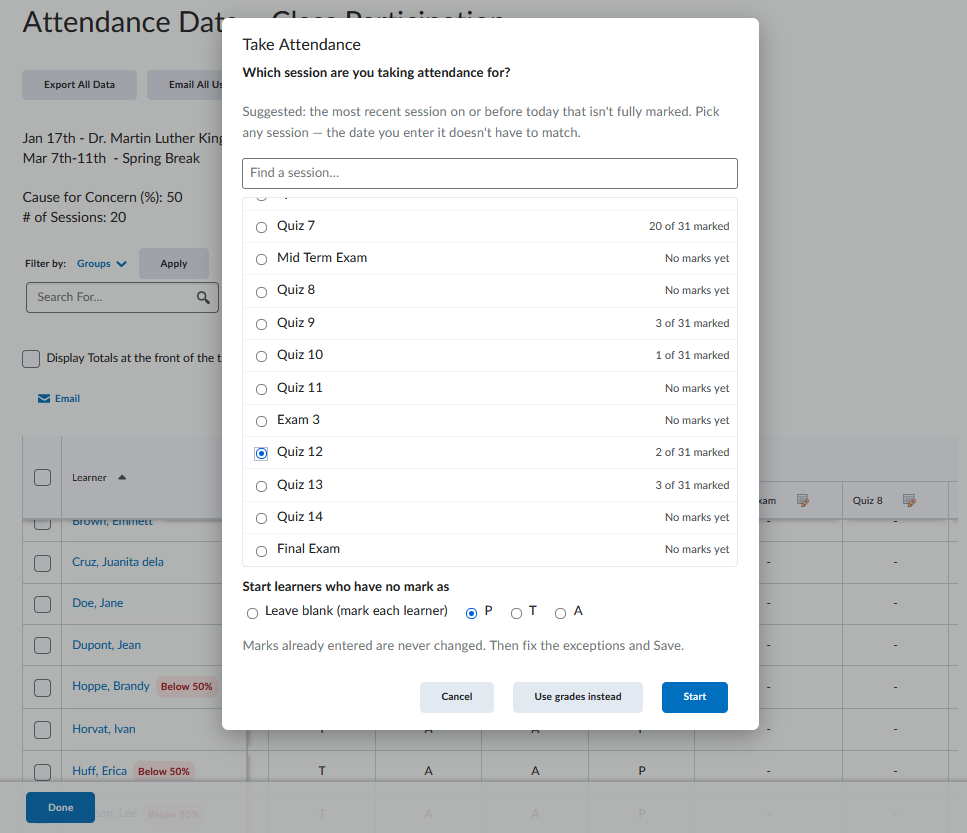 Attendance Data - Class Participation
Take Attendance
Which session are you taking attendance for?
Suggested: the most recent session on or before today that isn't fully marked. Pick
any session — the date you enter it doesn't have to match.
Find a session...
Quiz 7 20 of 31 marked
Mid Term Exam No marks yet
Quiz 8 No marks yet
Quiz 9 3 of 31 marked
Quiz 10 1 of 31 marked
Quiz 11 No marks yet
Exam 3 No marks yet
Quiz 12 2 of 31 marked
Quiz 13 3 of 31 marked
Quiz 14 No marks yet
Final Exam No marks yet
Start learners who have no mark as
Leave blank (mark each learner) P T A
Marks already entered are never changed. Then fix the exceptions and Save.
Cancel Use grades instead Start
Export All Data Email All Us
Jan 17th - Dr. Martin Luther King
Mar 7th-11th - Spring Break
Cause for Concern (%): 50
# of Sessions: 20
Filter by: Groups Apply
Search For...
Display Totals at the front of the t
Email
Learner xam Quiz 8
Brown, Emmett - -
Cruz, Juanita dela - -
Doe, Jane - -
Dupont, Jean - -
Hoppe, Brandy Below 50% - -
Horvat, Ivan - -
Huff, Erica Below 50% T A A P - -
Done
son, Lee Below 50% T A A P - -